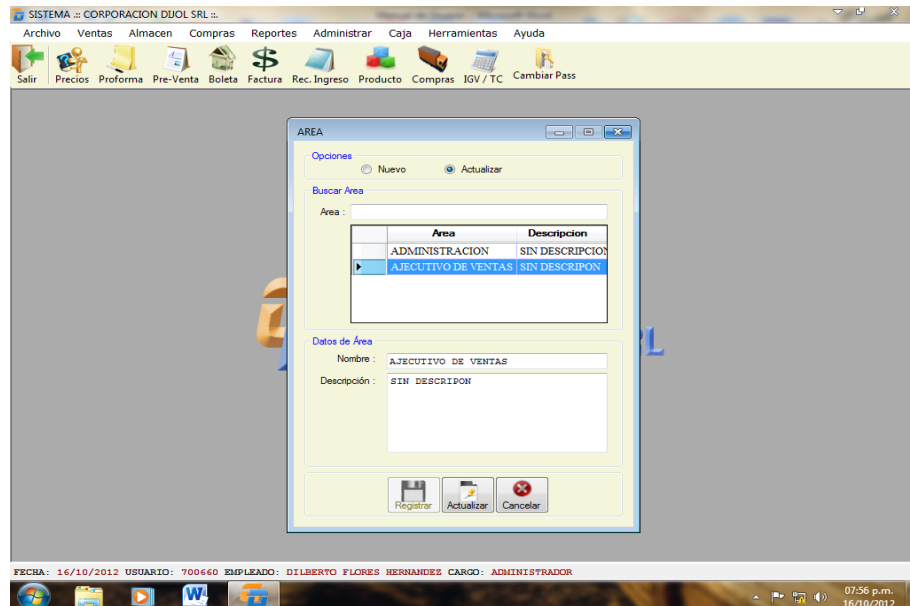 SISTEMA .:: CORPORACION DIJOL SRL ::.
Archivo Ventas Almacen Compras Reportes Administrar Caja Herramientas Ayuda
Salir Precios Proforma Pre-Venta Boleta Factura Rec. Ingreso Producto Compras IGV / TC Cambiar Pass
AREA
Opciones
Nuevo Actualizar
Buscar Area
Area :
Area Descripcion
ADMINISTRACION SIN DESCRIPCION
AJECUTIVO DE VENTAS SIN DESCRIPON
Datos de Área
Nombre : AJECUTIVO DE VENTAS
Descripción : SIN DESCRIPON
Registrar Actualizar Cancelar
FECHA: 16/10/2012 USUARIO: 700660 EMPLEADO: DILBERTO FLORES HERNANDEZ CARGO: ADMINISTRADOR
07:56 p.m.
16/10/2012